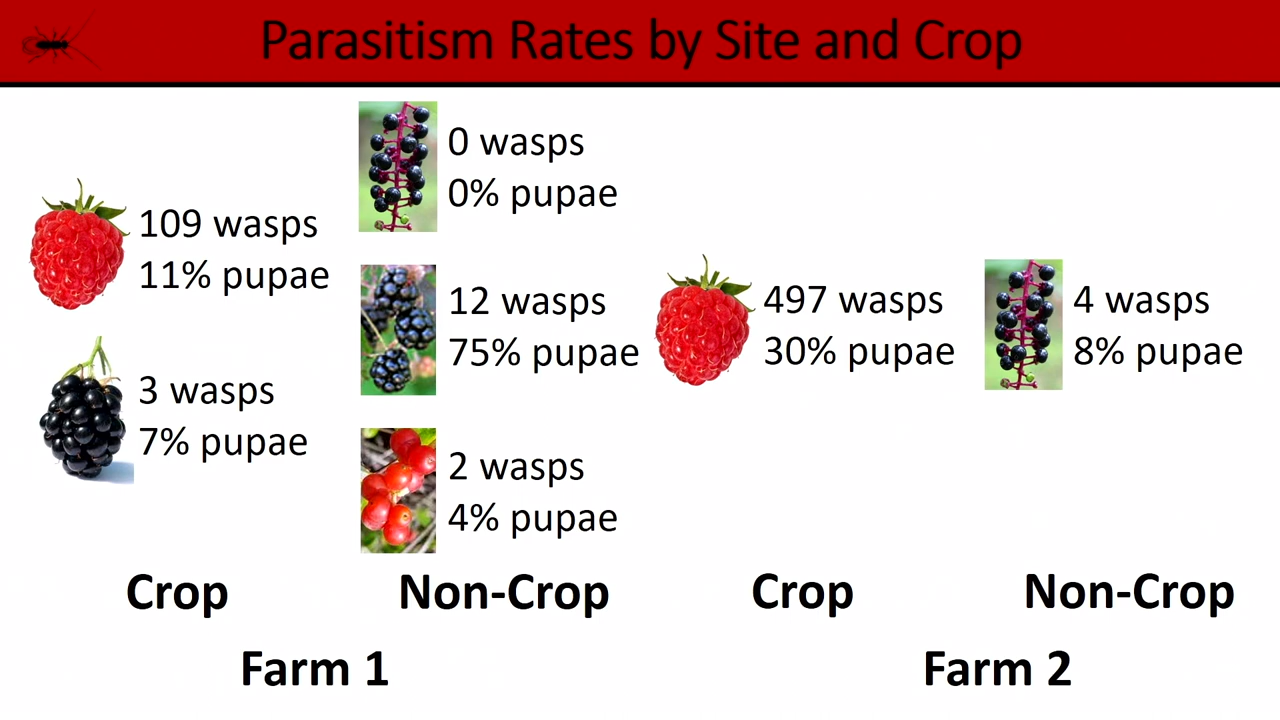 Parasitism Rates by Site and Crop
109 wasps
11% pupae
3 wasps
7% pupae
0 wasps
0% pupae
12 wasps
75% pupae
2 wasps
4% pupae
497 wasps
30% pupae
4 wasps
8% pupae
Crop
Non-Crop
Crop
Non-Crop
Farm 1
Farm 2